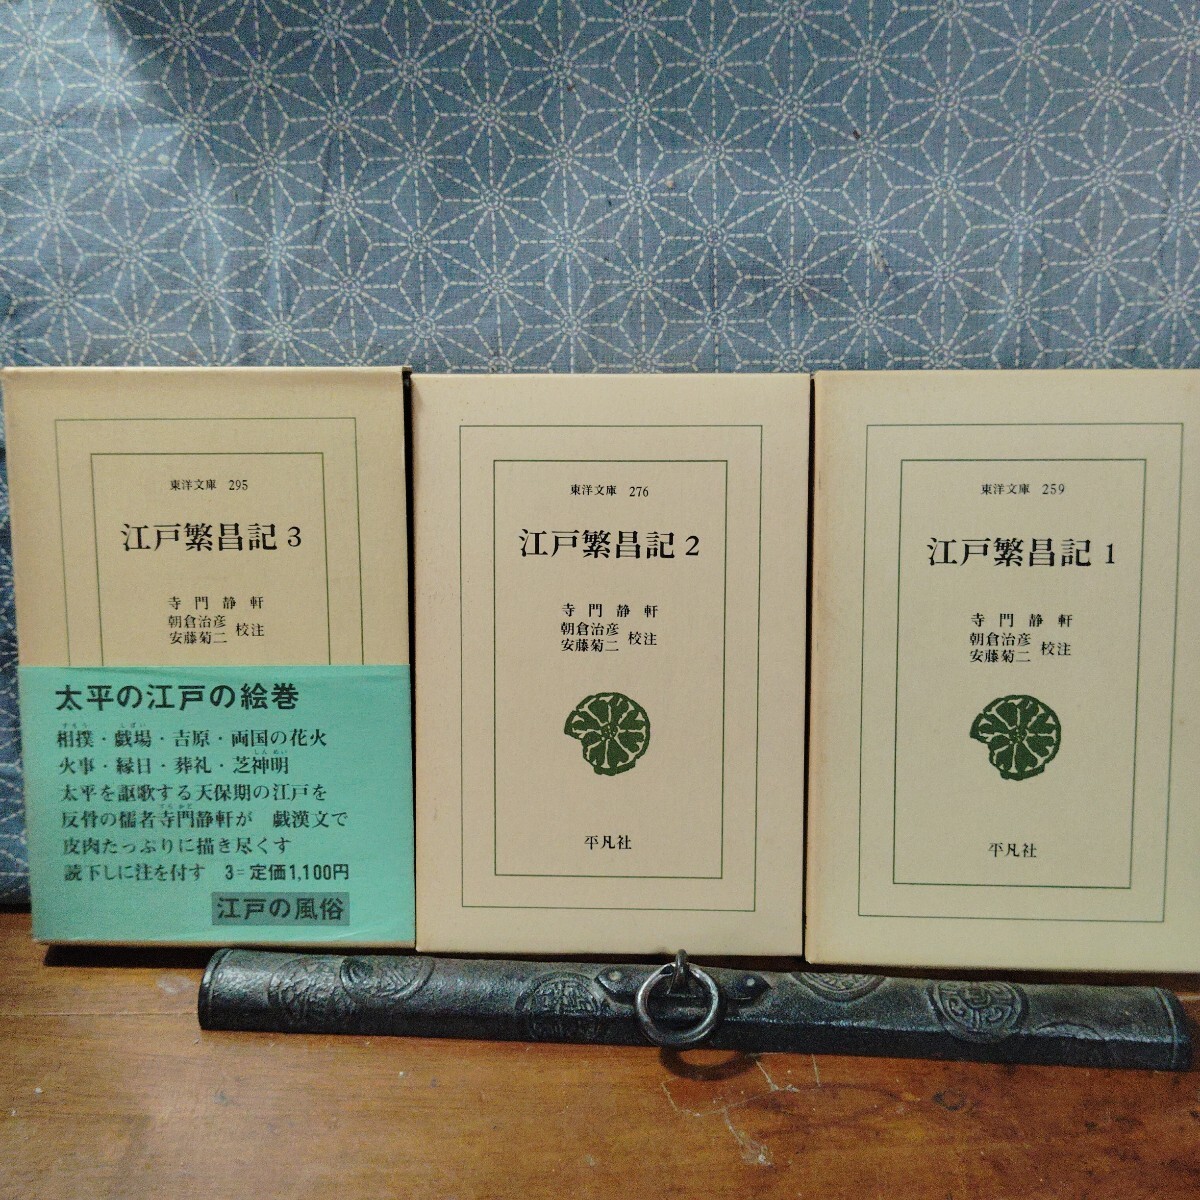 東洋文庫 295
江戸繁昌記 3
寺門静軒
朝倉治彦
安藤菊二 校注
太平の江戸の絵巻
相撲・戯場・吉原・両国の花火
火事・縁日・葬礼・芝神明
太平を謳歌する天保期の江戸を
反骨の儒者寺門静軒が 戯漢文で
皮肉たっぷりに描き尽くす
読下しに注を付す 3=定価1,100円
江戸の風俗
東洋文庫 276
江戸繁昌記 2
寺門静軒
朝倉治彦
安藤菊二 校注
平凡社
東洋文庫 259
江戸繁昌記 1
寺門静軒
朝倉治彦
安藤菊二 校注
平凡社